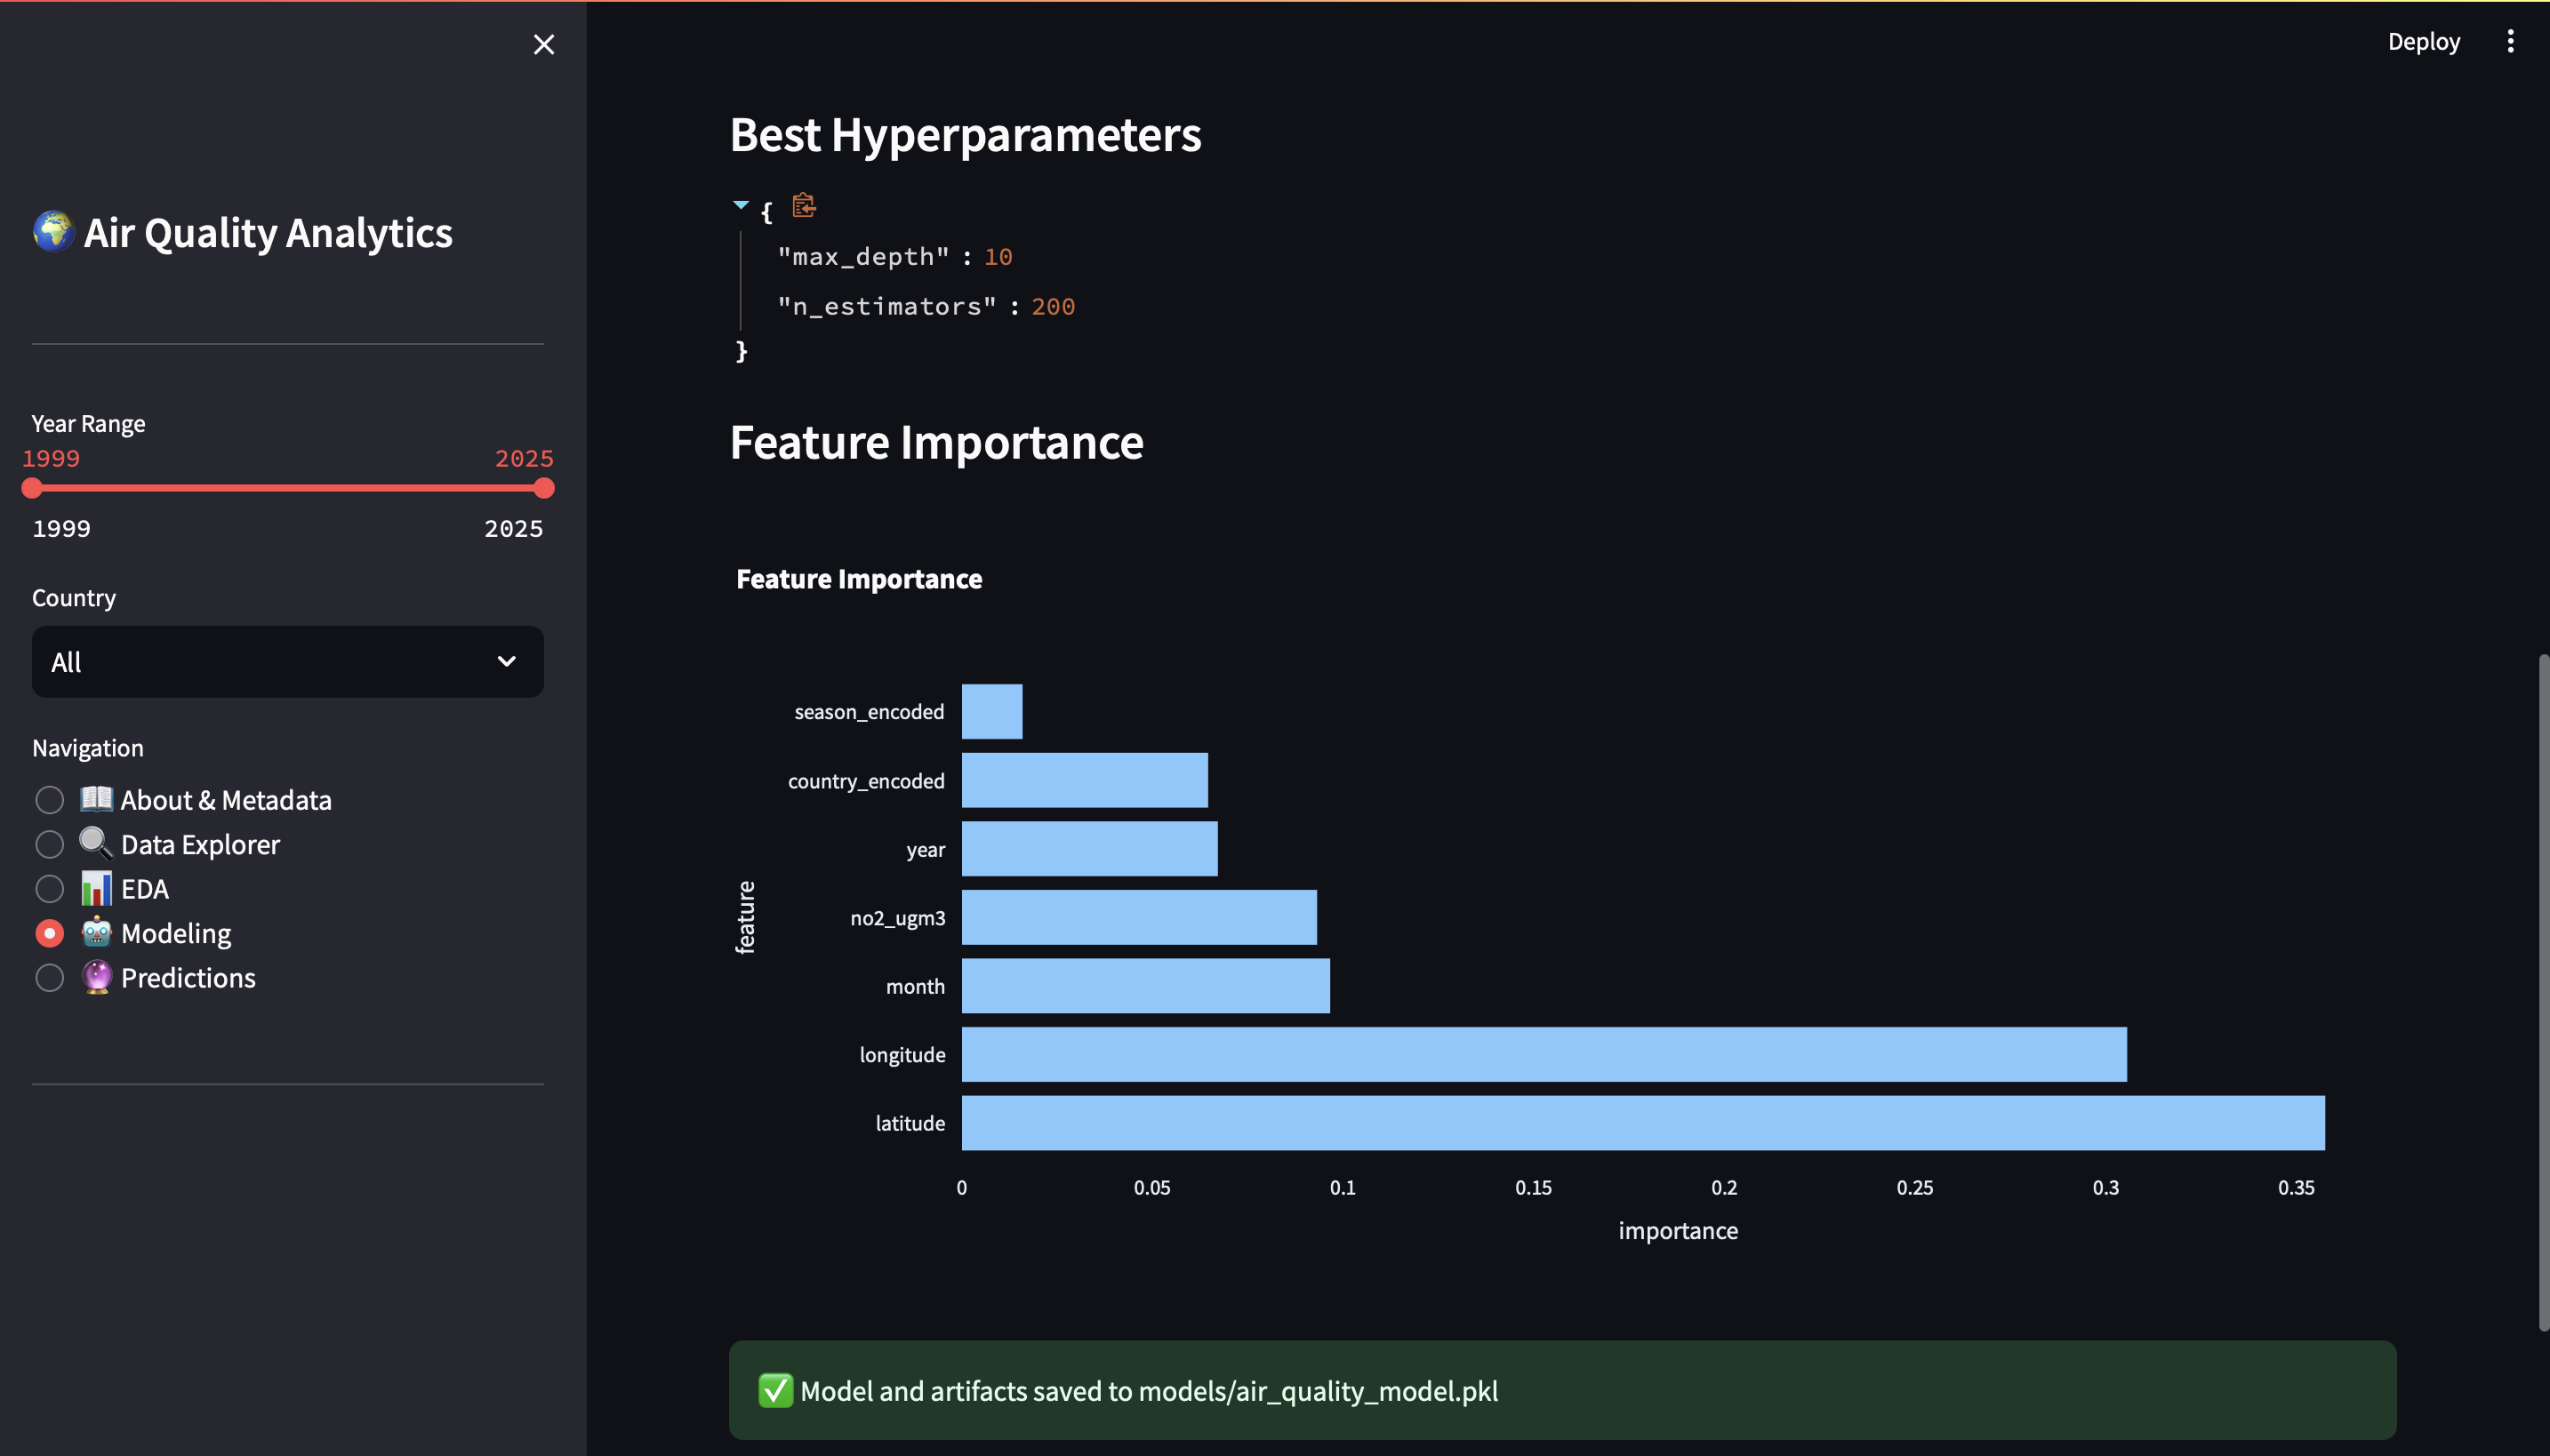 Deploy
🌍 Air Quality Analytics
Year Range
1999 2025
1999 2025
Country
All
Navigation
📖 About & Metadata
🔍 Data Explorer
📊 EDA
🤖 Modeling
🔮 Predictions
Best Hyperparameters
{
"max_depth" : 10
"n_estimators" : 200
}
Feature Importance
Feature Importance
season_encoded
country_encoded
year
no2_ugm3
month
longitude
latitude
feature
0 0.05 0.1 0.15 0.2 0.25 0.3 0.35
importance
✅ Model and artifacts saved to models/air_quality_model.pkl